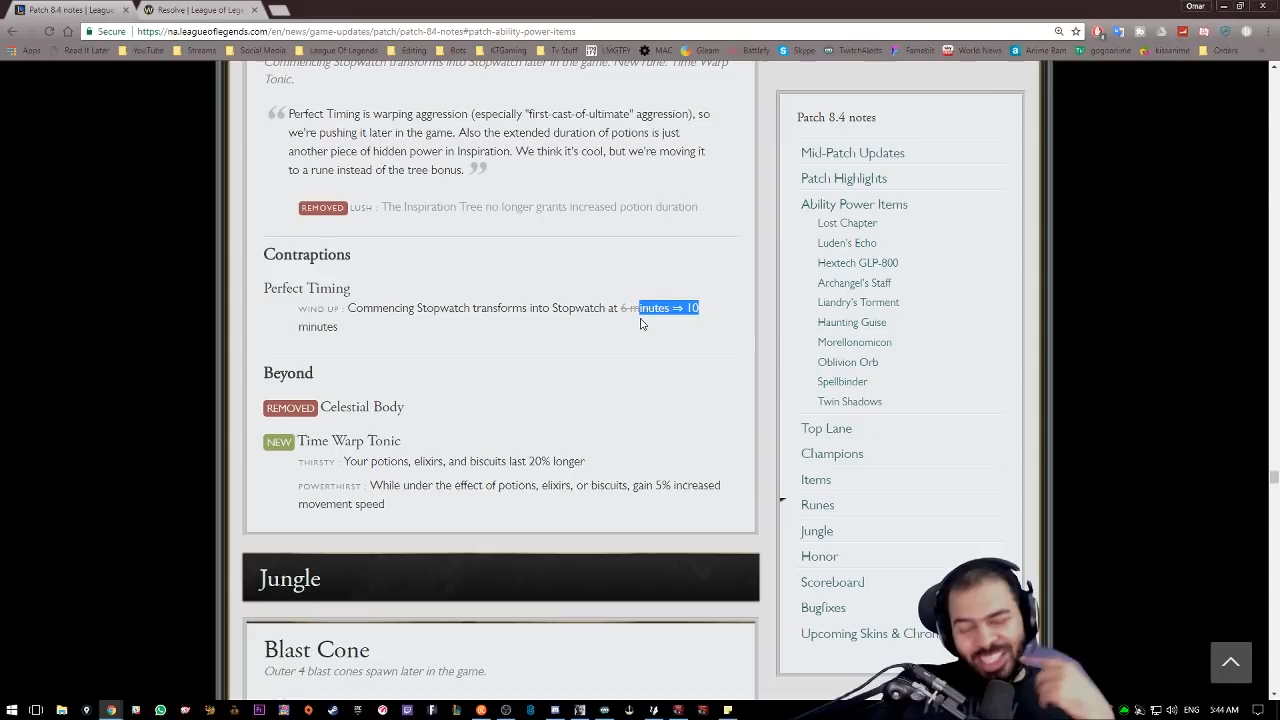 Patch 8.4 notes | League
Resolve | League of Lege
Omar
Secure
https://na.leagueoflegends.com/en/news/game-updates/patch/patch-84-notes#patch-ability-power-items
Apps
Read It Later
YouTube
Streams
Social Media
League Of Legends
Editing
Bots
KTGaming
Tv Stuff
LMGTFY
MAC
Gleam
Battlefy
Skype
TwitchAlerts
Famebit
World News
Anime Bam
gogoanime
kissanime
Orders
Commencing Stopwatch transforms into Stopwatch later in the game. New rune: Time Warp
Tonic.
Perfect Timing is warping aggression (especially "first-cast-of-ultimate" aggression), so
we're pushing it later in the game. Also the extended duration of potions is just
another piece of hidden power in Inspiration. We think it's cool, but we're moving it
to a rune instead of the tree bonus.
REMOVED LUSH : The Inspiration Tree no longer grants increased potion duration
Contraptions
Perfect Timing
WIND UP : Commencing Stopwatch transforms into Stopwatch at 6 minutes ⇒ 10
minutes
Beyond
REMOVED Celestial Body
NEW Time Warp Tonic
THIRSTY : Your potions, elixirs, and biscuits last 20% longer
POWERTHIRST : While under the effect of potions, elixirs, or biscuits, gain 5% increased
movement speed
Jungle
Blast Cone
Outer 4 blast cones spawn later in the game.
Patch 8.4 notes
Mid-Patch Updates
Patch Highlights
Ability Power Items
Lost Chapter
Luden's Echo
Hextech GLP-800
Archangel's Staff
Liandry's Torment
Haunting Guise
Morellonomicon
Oblivion Orb
Spellbinder
Twin Shadows
Top Lane
Champions
Items
Runes
Jungle
Honor
Scoreboard
Bugfixes
Upcoming Skins & Chrom
5:44 AM